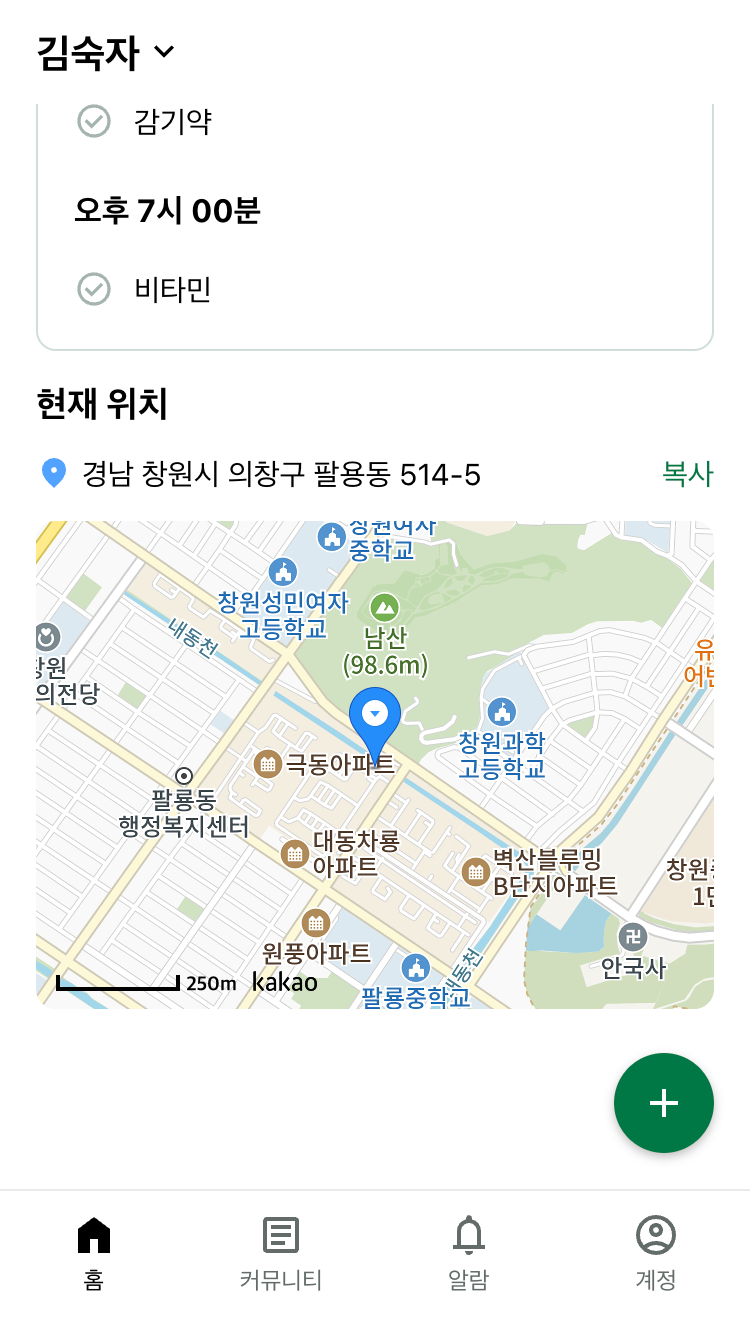 김숙자
감기약
오후 7시 00분
비타민
현재 위치
경남 창원시 의창구 팔용동 514-5
복사
창원여자
중학교
창원성민여자
고등학교
내동천
남산
(98.6m)
창원
의전당
유
창원과학
고등학교
극동아파트
팔룡동
행정복지센터
대동차룡
아파트
벽산블루밍
B단지아파트
창원
원풍아파트
안국사
내동천
팔룡중학교
250m
kakao
홈
커뮤니티
알람
계정